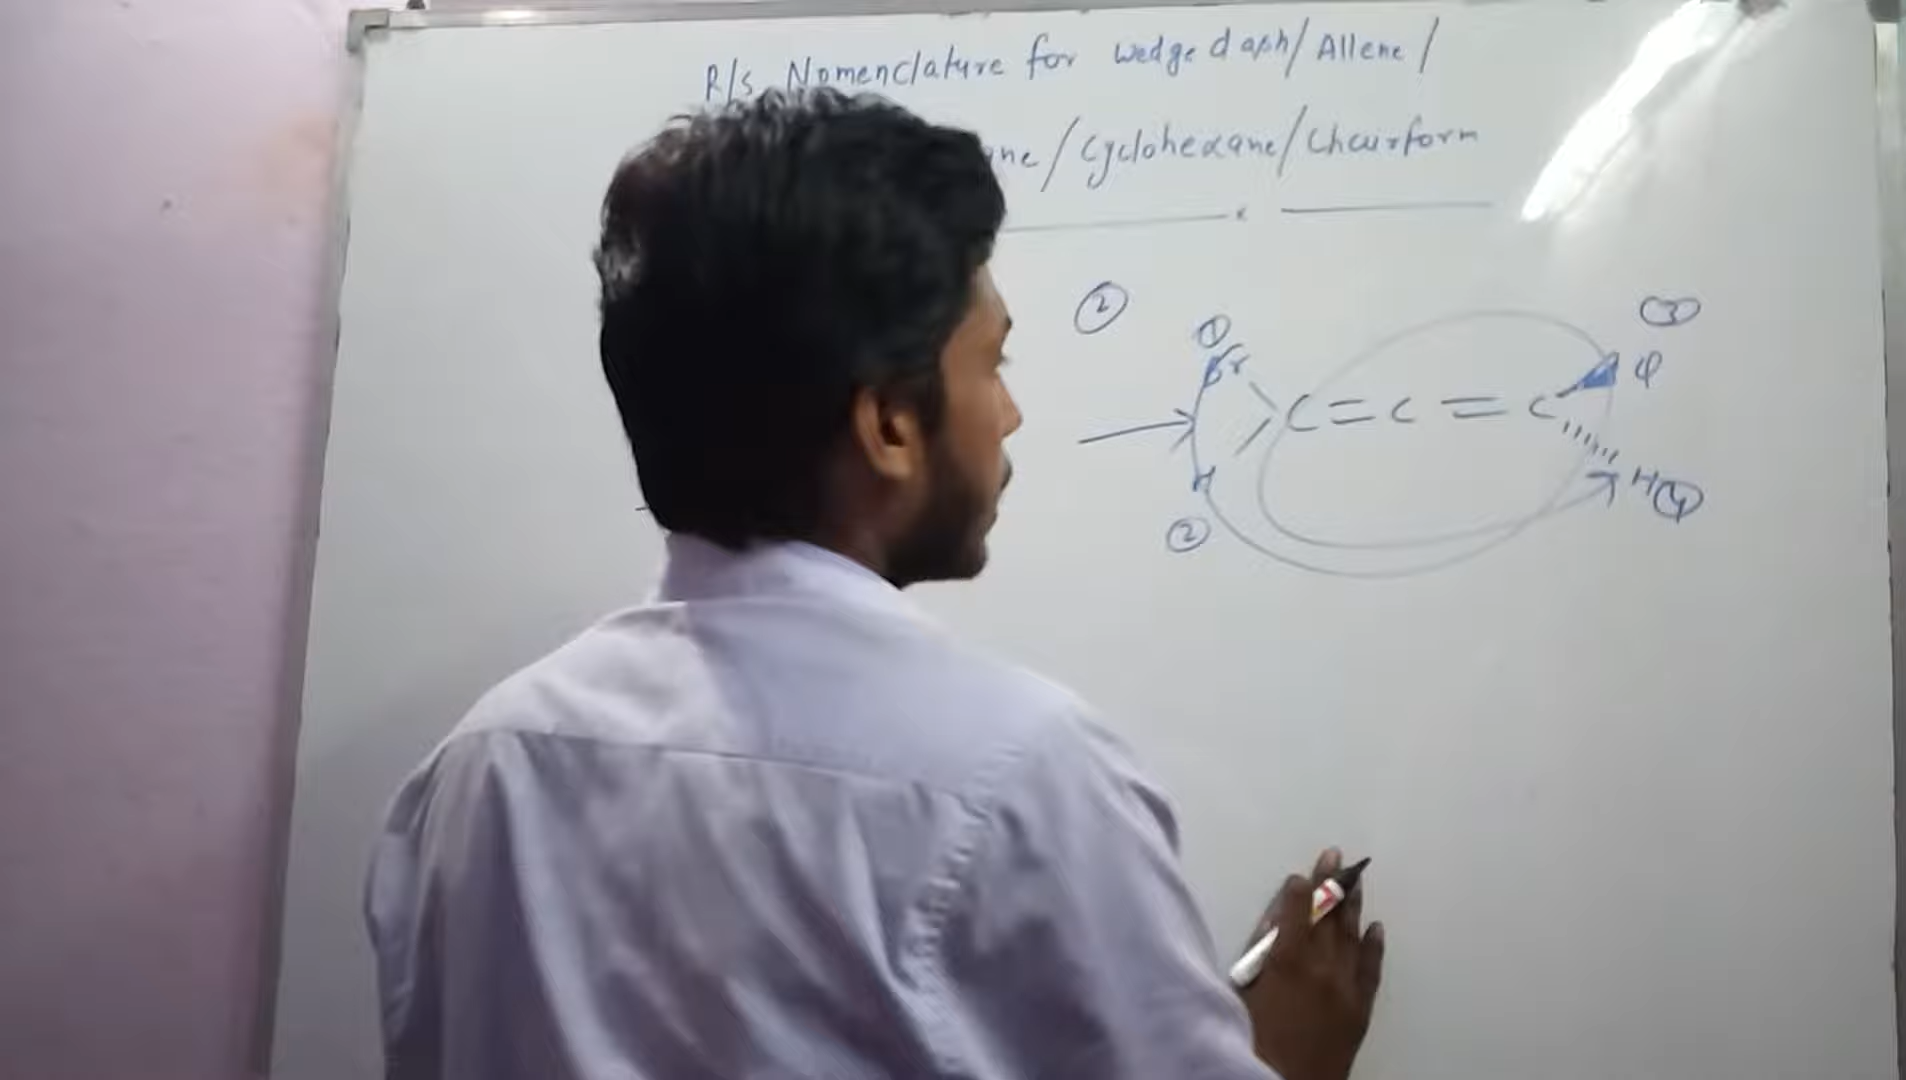 R/S Nomenclature for wedge dash/Allene/
ane/Cyclohexane/Chairform
②
① Br C = C = C φ ③
H ② H ④